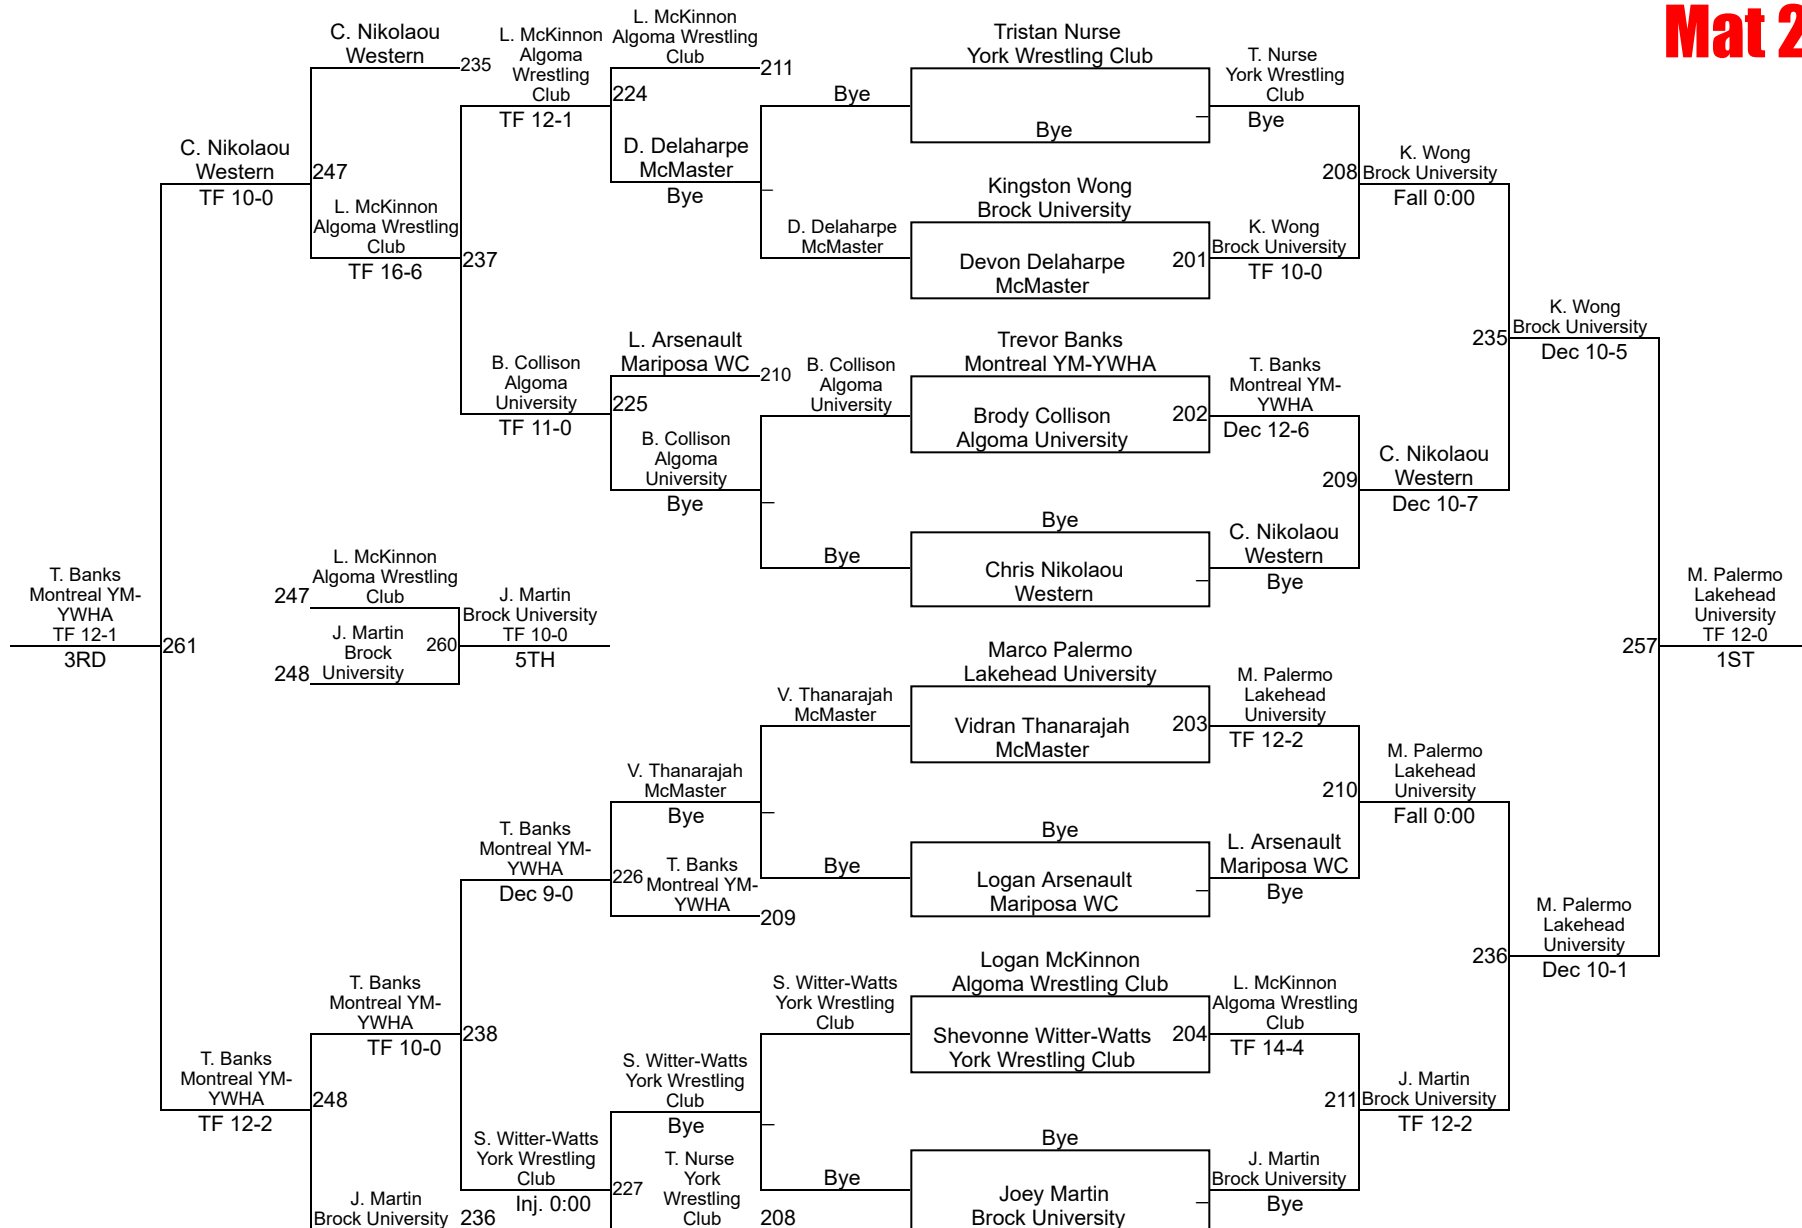 Mat 2
C. Nikolaou
Western
235
L. McKinnon
Algoma
Wrestling
Club
TF 12-1
L. McKinnon
Algoma Wrestling
Club
211
224
D. Delaharpe
McMaster
Bye
Bye
Tristan Nurse
York Wrestling Club
Bye
T. Nurse
York Wrestling
Club
Bye
C. Nikolaou
Western
TF 10-0
247
L. McKinnon
Algoma Wrestling
Club
TF 16-6
237
D. Delaharpe
McMaster
Kingston Wong
Brock University
Devon Delaharpe
McMaster
201
K. Wong
Brock University
TF 10-0
208
K. Wong
Brock University
Fall 0:00
B. Collison
Algoma
University
TF 11-0
L. Arsenault
Mariposa WC
210
225
B. Collison
Algoma
University
Bye
B. Collison
Algoma
University
Trevor Banks
Montreal YM-YWHA
Brody Collison
Algoma University
202
T. Banks
Montreal YM-
YWHA
Dec 12-6
235
K. Wong
Brock University
Dec 10-5
209
C. Nikolaou
Western
Dec 10-7
Bye
Bye
Chris Nikolaou
Western
C. Nikolaou
Western
Bye
T. Banks
Montreal YM-
YWHA
TF 12-1
3RD
261
L. McKinnon
Algoma Wrestling
Club
247
J. Martin
Brock
University
248
260
J. Martin
Brock University
TF 10-0
5TH
257
M. Palermo
Lakehead
University
TF 12-0
1ST
V. Thanarajah
McMaster
Marco Palermo
Lakehead University
Vidran Thanarajah
McMaster
203
M. Palermo
Lakehead
University
TF 12-2
V. Thanarajah
McMaster
Bye
210
M. Palermo
Lakehead
University
Fall 0:00
T. Banks
Montreal YM-
YWHA
Dec 9-0
226
T. Banks
Montreal YM-
YWHA
209
Bye
Bye
Logan Arsenault
Mariposa WC
L. Arsenault
Mariposa WC
Bye
236
M. Palermo
Lakehead
University
Dec 10-1
T. Banks
Montreal YM-
YWHA
TF 10-0
238
S. Witter-Watts
York Wrestling
Club
Logan McKinnon
Algoma Wrestling Club
Shevonne Witter-Watts
York Wrestling Club
204
L. McKinnon
Algoma Wrestling
Club
TF 14-4
T. Banks
Montreal YM-
YWHA
TF 12-2
248
S. Witter-Watts
York Wrestling
Club
Bye
211
J. Martin
Brock University
TF 12-2
J. Martin
Brock University
236
S. Witter-Watts
York Wrestling
Club
Inj. 0:00
227
T. Nurse
York
Wrestling
Club
208
Bye
Bye
Joey Martin
Brock University
J. Martin
Brock University
Bye